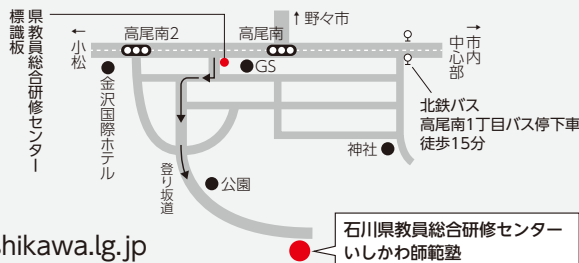 県教員総合研修センター
標識板
←小松
高尾南2
高尾南
↑野々市
→市内
中心部
GS
金沢国際ホテル
北鉄バス
高尾南1丁目バス停下車
徒歩15分
神社
登り坂道
公園
石川県教員総合研修センター
いしかわ師範塾
shikawa.lg.jp